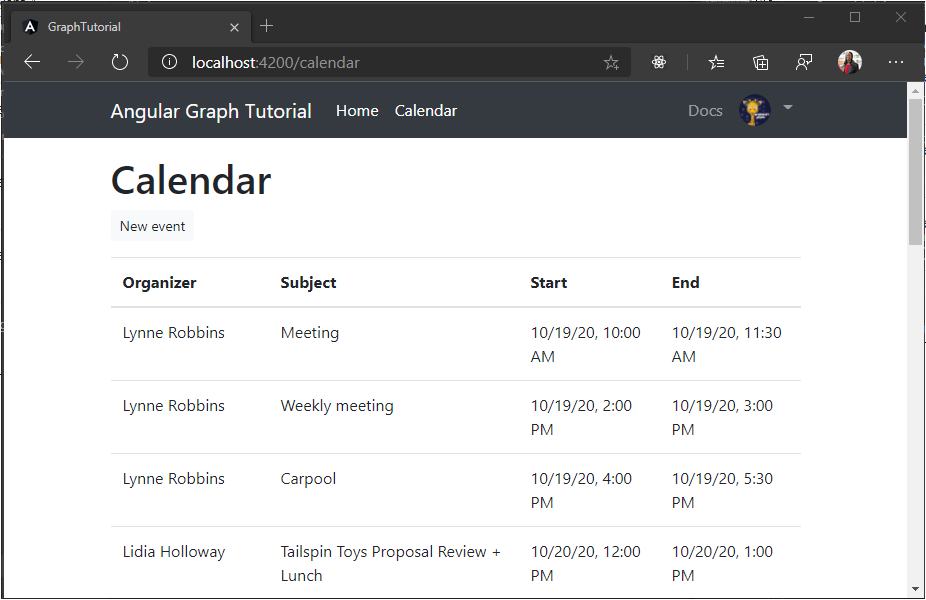 GraphTutorial
localhost:4200/calendar
Angular Graph Tutorial Home Calendar Docs
Calendar
New event
Organizer Subject Start End
Lynne Robbins Meeting 10/19/20, 10:00 10/19/20, 11:30
AM AM
Lynne Robbins Weekly meeting 10/19/20, 2:00 10/19/20, 3:00
PM PM
Lynne Robbins Carpool 10/19/20, 4:00 10/19/20, 5:30
PM PM
Lidia Holloway Tailspin Toys Proposal Review + 10/20/20, 12:00 10/20/20, 1:00
Lunch PM PM